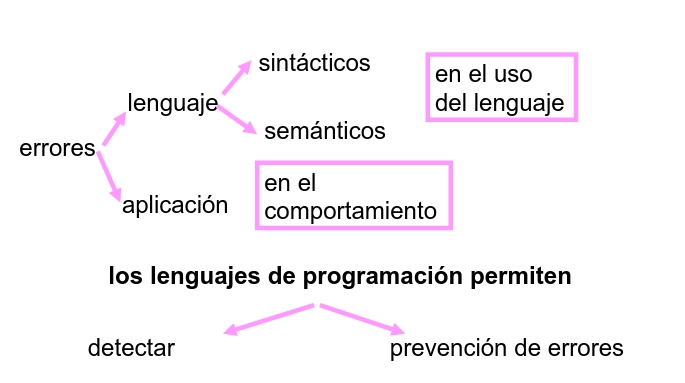 sintácticos
en el uso
del lenguaje
lenguaje
semánticos
errores
aplicación
en el
comportamiento
los lenguajes de programación permiten
detectar
prevención de errores